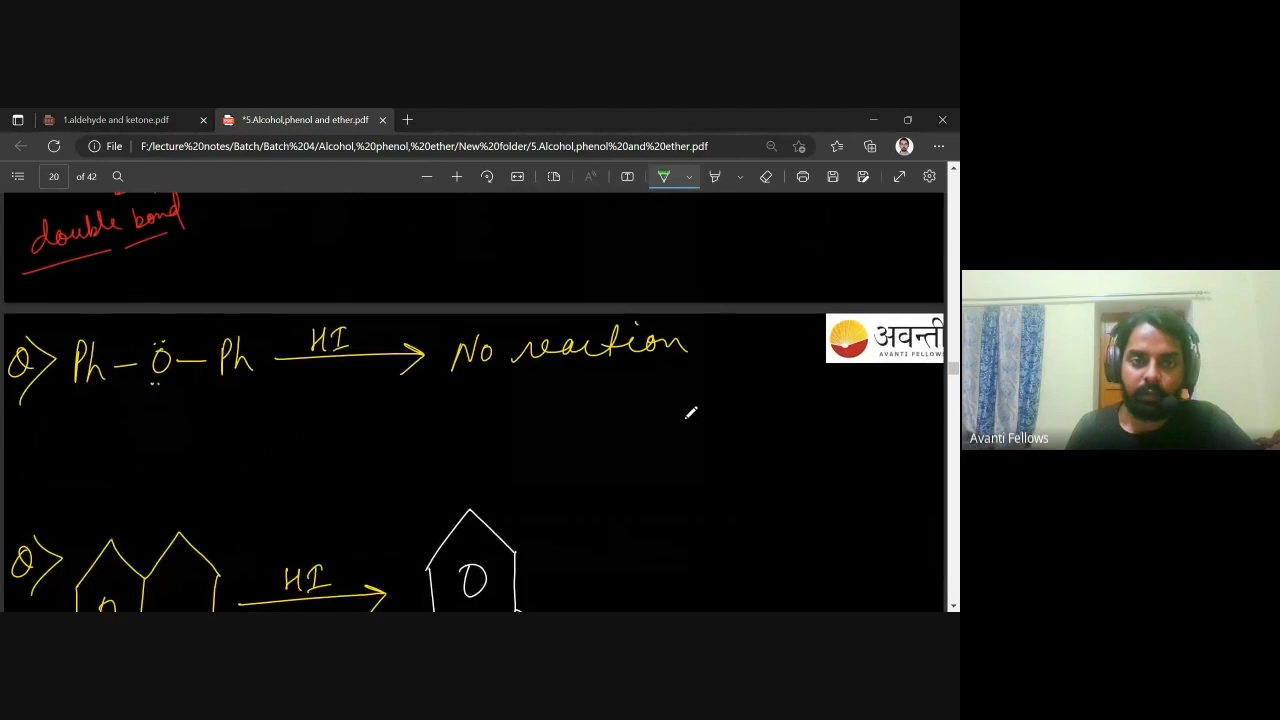 1.aldehyde and ketone.pdf
*5.Alcohol,phenol and ether.pdf
File
F:/lecture%20notes/Batch/Batch%204/Alcohol,%20phenol,%20ether/New%20folder/5.Alcohol,phenol%20and%20ether.pdf
20 of 42
double bond
Q> Ph-Ö-Ph HI No reaction
अवन्ती
AVANTI FELLOWS
Q> HI
Avanti Fellows